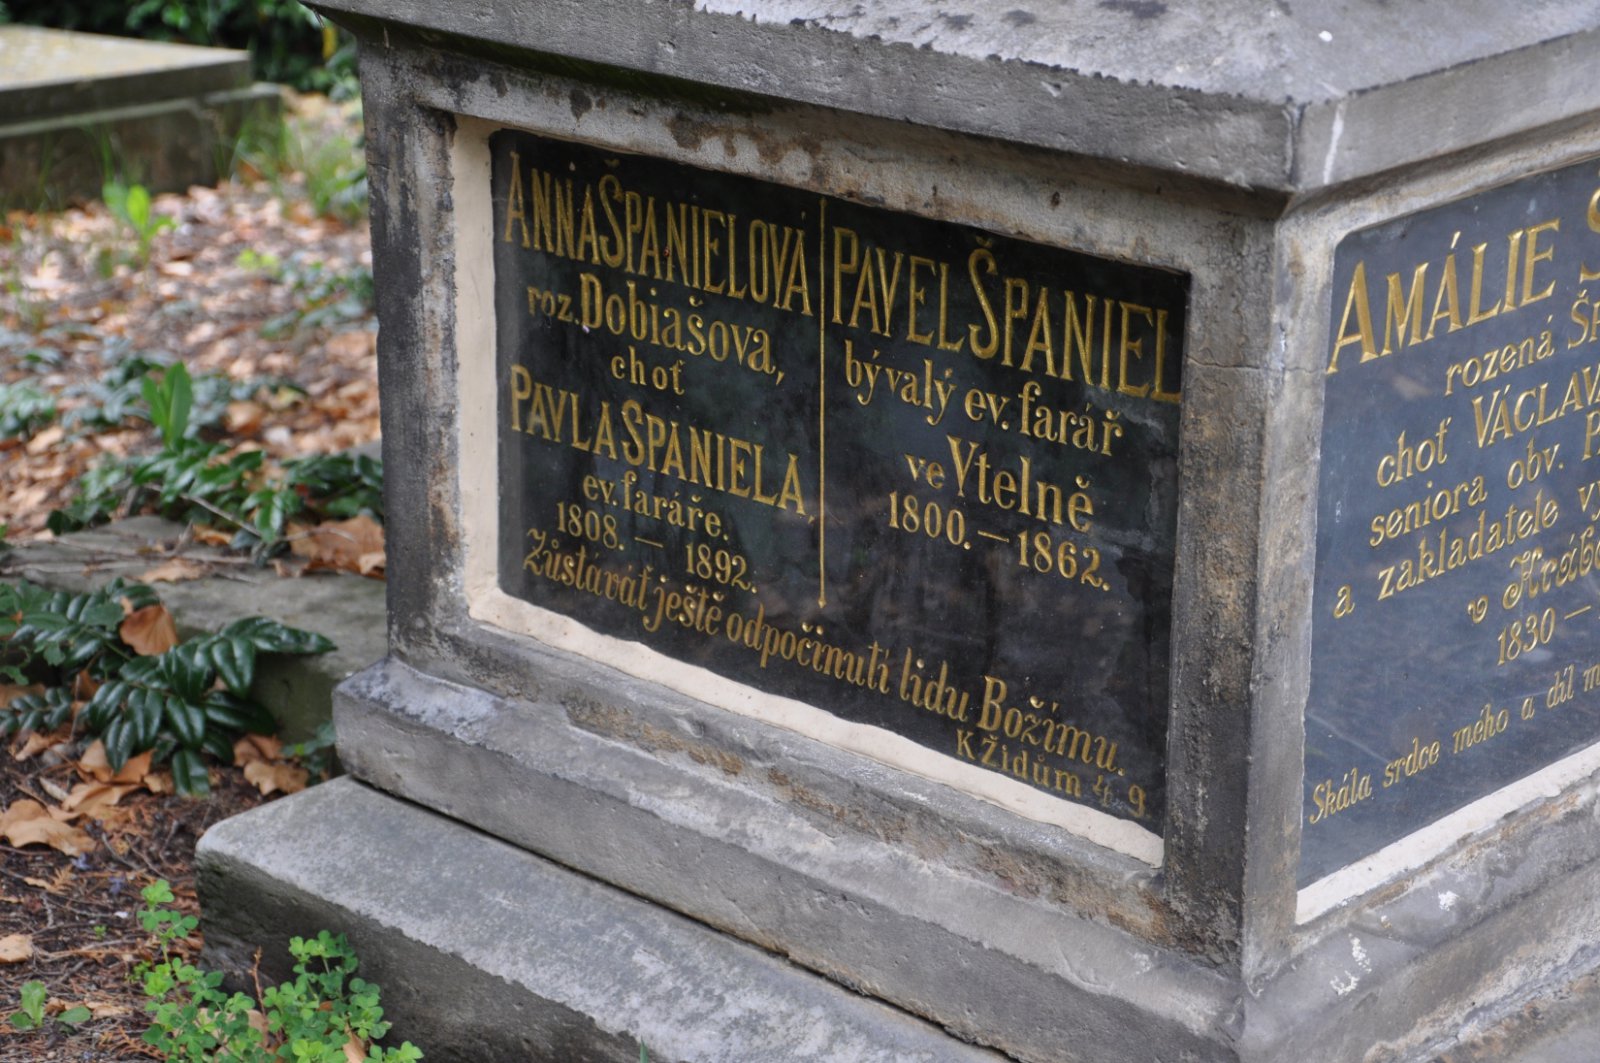 ANNA ŠPANIELOVÁ
roz. Dobiašova,
choť
PAVLA ŠPANIELA,
ev. faráře.
1808. – 1892.
PAVEL ŠPANIEL
bývalý ev. farář
ve Vtelně
1800. – 1862.
Zůstáváť ještě odpočinutí lidu Božímu.
K Židům 4, 9.
AMÁLIE
rozená
choť VÁCLAVA
seniora obv.
a zakladatele
v
1830 –
Skála srdce mého a díl